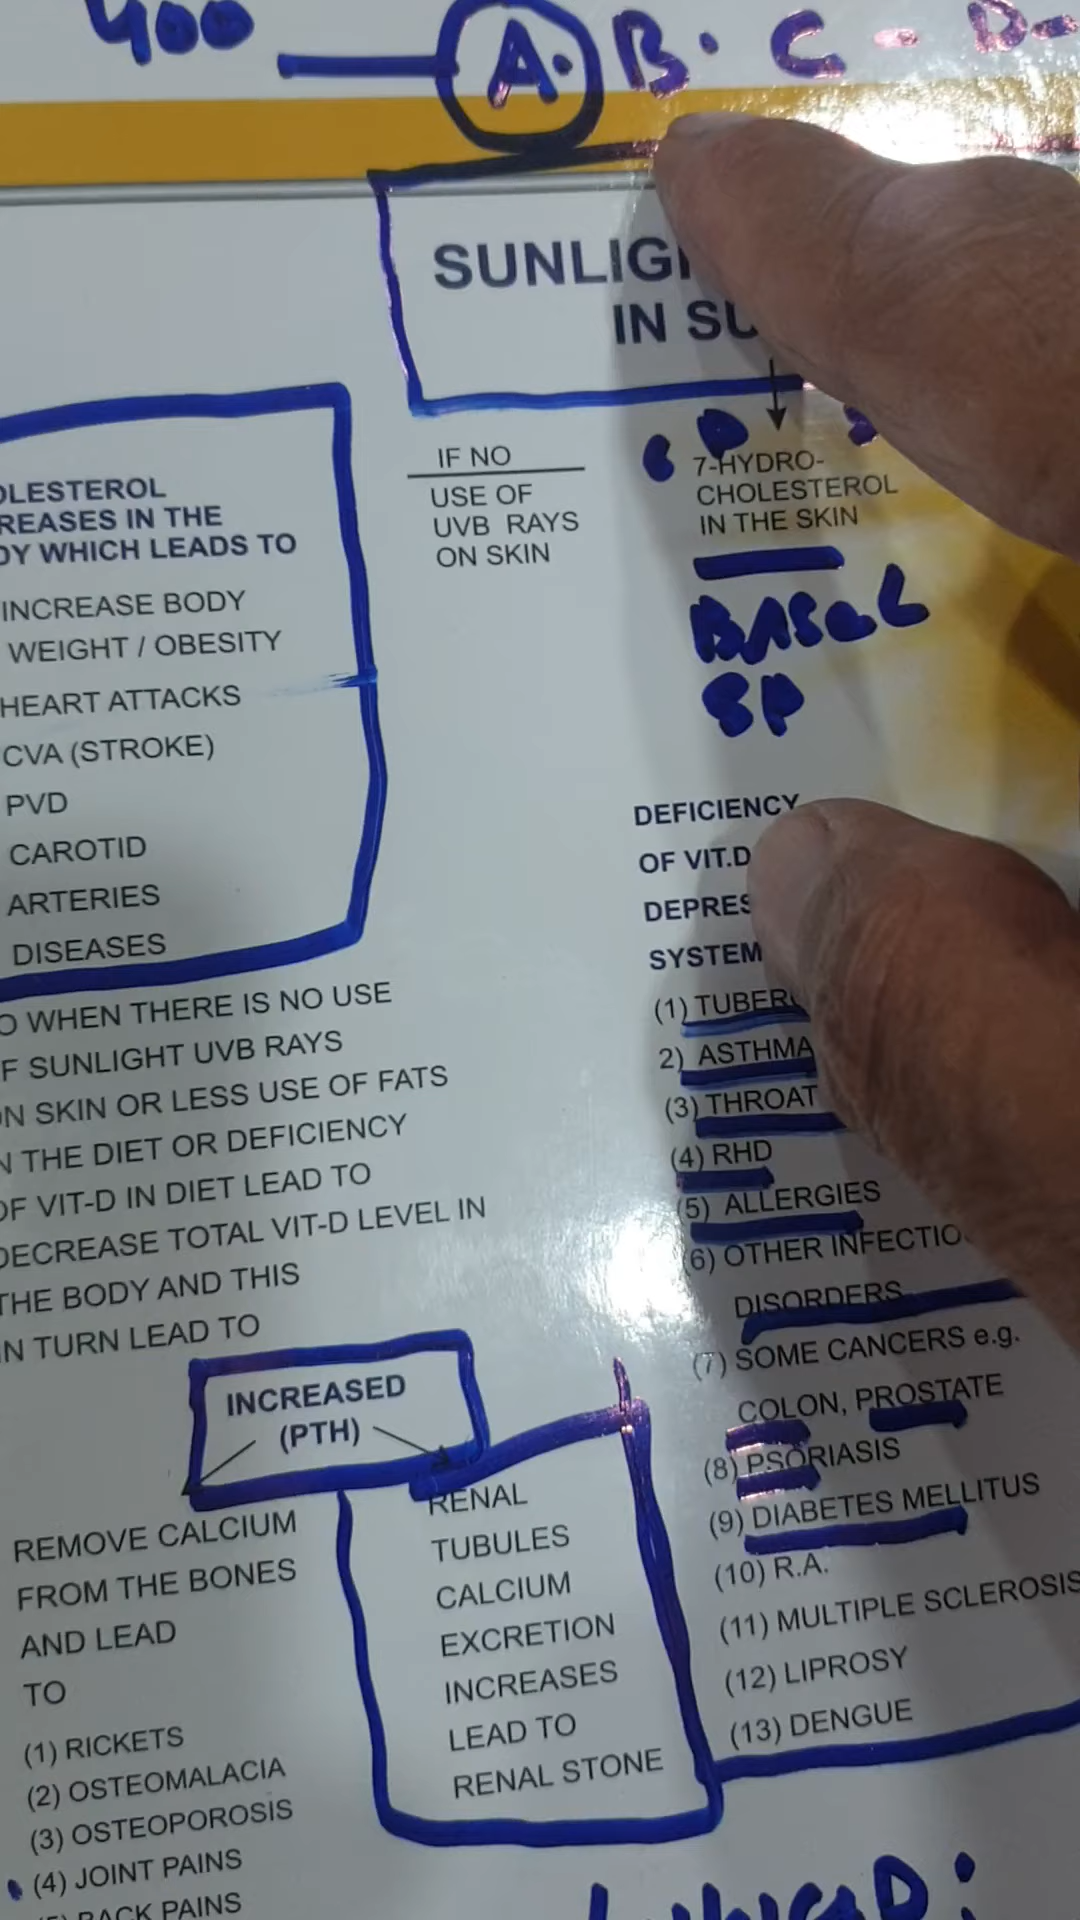 400
A. B. C - D-
SUNLIG
IN SU
IF NO
USE OF
UVB RAYS
ON SKIN
7-HYDRO-
CHOLESTEROL
IN THE SKIN
BASaL
SP
OLESTEROL
REASES IN THE
DY WHICH LEADS TO
INCREASE BODY
WEIGHT / OBESITY
HEART ATTACKS
CVA (STROKE)
PVD
CAROTID
ARTERIES
DISEASES
O WHEN THERE IS NO USE
F SUNLIGHT UVB RAYS
ON SKIN OR LESS USE OF FATS
N THE DIET OR DEFICIENCY
OF VIT-D IN DIET LEAD TO
DECREASE TOTAL VIT-D LEVEL IN
THE BODY AND THIS
IN TURN LEAD TO
INCREASED
(PTH)
REMOVE CALCIUM
FROM THE BONES
AND LEAD
TO
(1) RICKETS
(2) OSTEOMALACIA
(3) OSTEOPOROSIS
(4) JOINT PAINS
BACK PAINS
RENAL
TUBULES
CALCIUM
EXCRETION
INCREASES
LEAD TO
RENAL STONE
DEFICIENCY
OF VIT.D
DEPRES
SYSTEM
(1) TUBER
2) ASTHMA
(3) THROAT
(4) RHD
(5) ALLERGIES
(6) OTHER INFECTIO
DISORDERS
(7) SOME CANCERS e.g.
COLON, PROSTATE
(8) PSORIASIS
(9) DIABETES MELLITUS
(10) R.A.
(11) MULTIPLE SCLEROSIS
(12) LIPROSY
(13) DENGUE